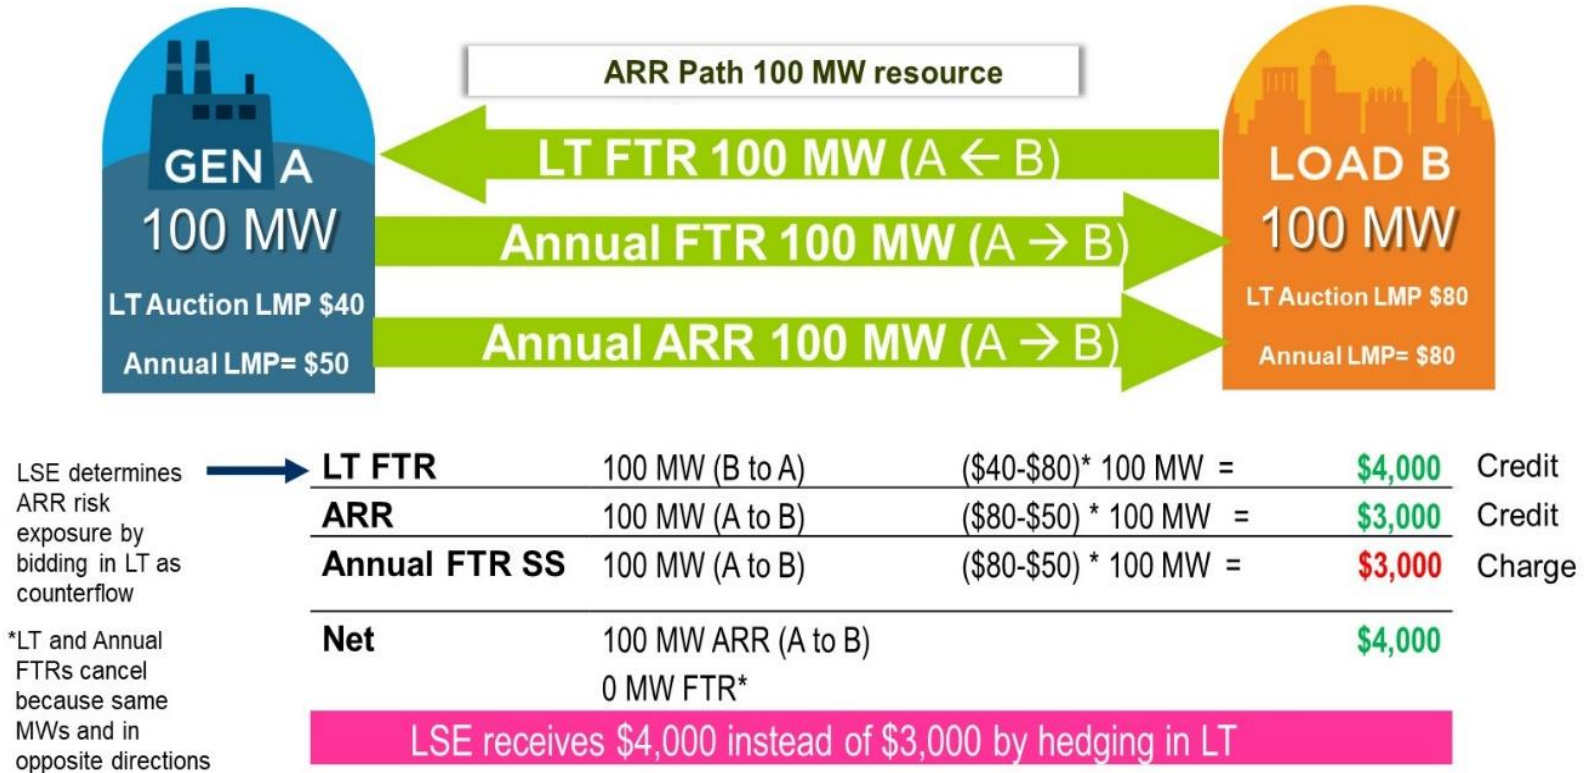 ARR Path 100 MW resource
GEN A
100 MW
LT Auction LMP $40
Annual LMP= $50
LT FTR 100 MW (A ← B)
Annual FTR 100 MW (A → B)
Annual ARR 100 MW (A → B)
LOAD B
100 MW
LT Auction LMP $80
Annual LMP= $80
LSE determines
ARR risk
exposure by
bidding in LT as
counterflow
*LT and Annual
FTRs cancel
because same
MWs and in
opposite directions
LT FTR 100 MW (B to A) ($40-$80)* 100 MW = $4,000 Credit
ARR 100 MW (A to B) ($80-$50) * 100 MW = $3,000 Credit
Annual FTR SS 100 MW (A to B) ($80-$50) * 100 MW = $3,000 Charge
Net 100 MW ARR (A to B) $4,000
0 MW FTR*
LSE receives $4,000 instead of $3,000 by hedging in LT